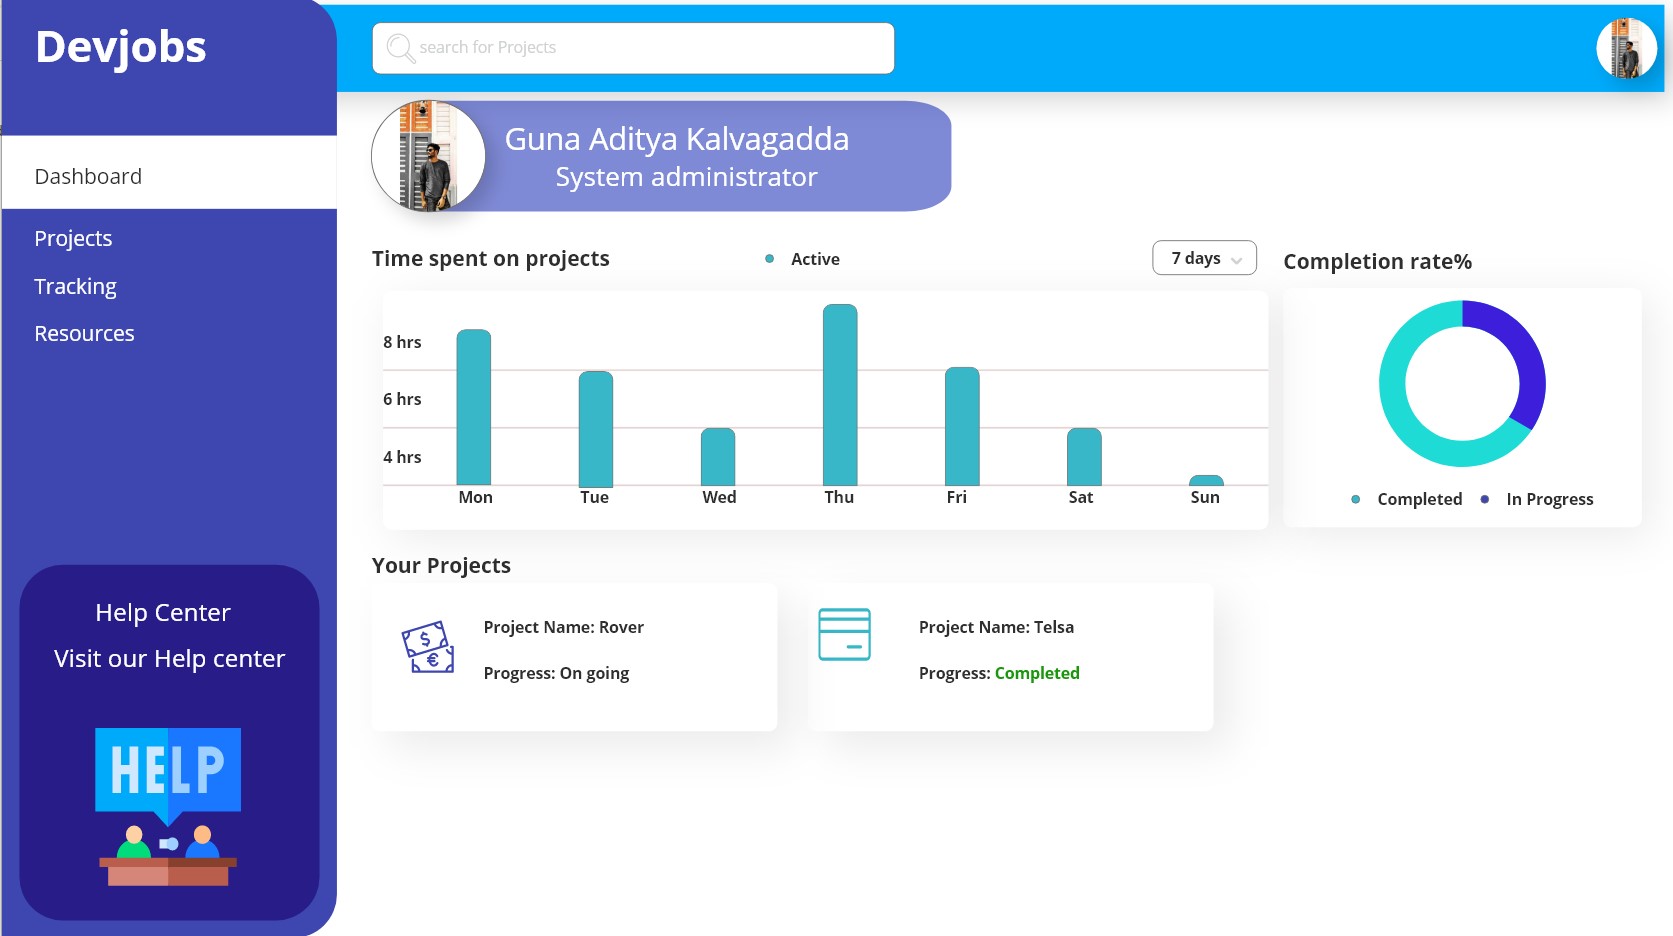 Devjobs
search for Projects
Guna Aditya Kalvagadda
System administrator
Dashboard
Projects
Tracking
Resources
Time spent on projects
Active
7 days
Completion rate%
8 hrs
6 hrs
4 hrs
Mon Tue Wed Thu Fri Sat Sun
Completed In Progress
Your Projects
Project Name: Rover
Progress: On going
Project Name: Telsa
Progress: Completed
$
€
Help Center
Visit our Help center
HELP